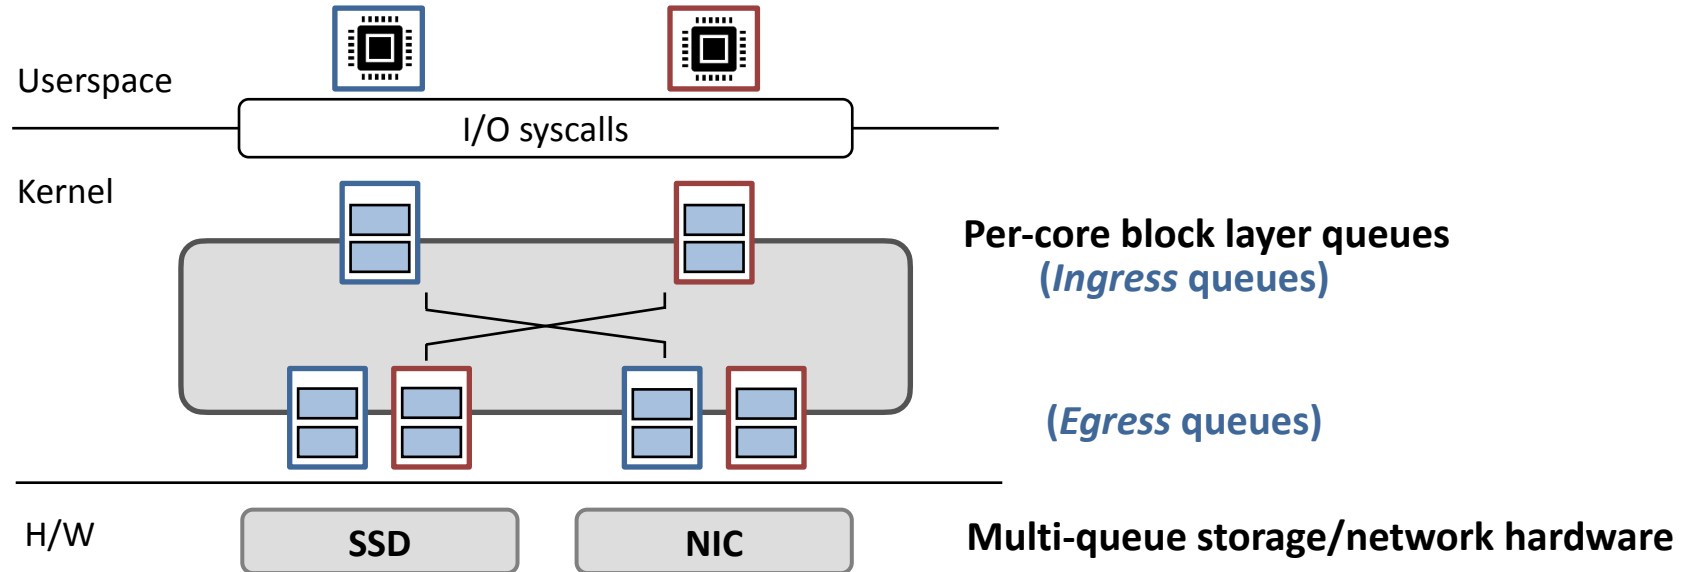 Userspace
I/O syscalls
Kernel
Per-core block layer queues
(Ingress queues)
(Egress queues)
H/W
SSD
NIC
Multi-queue storage/network hardware